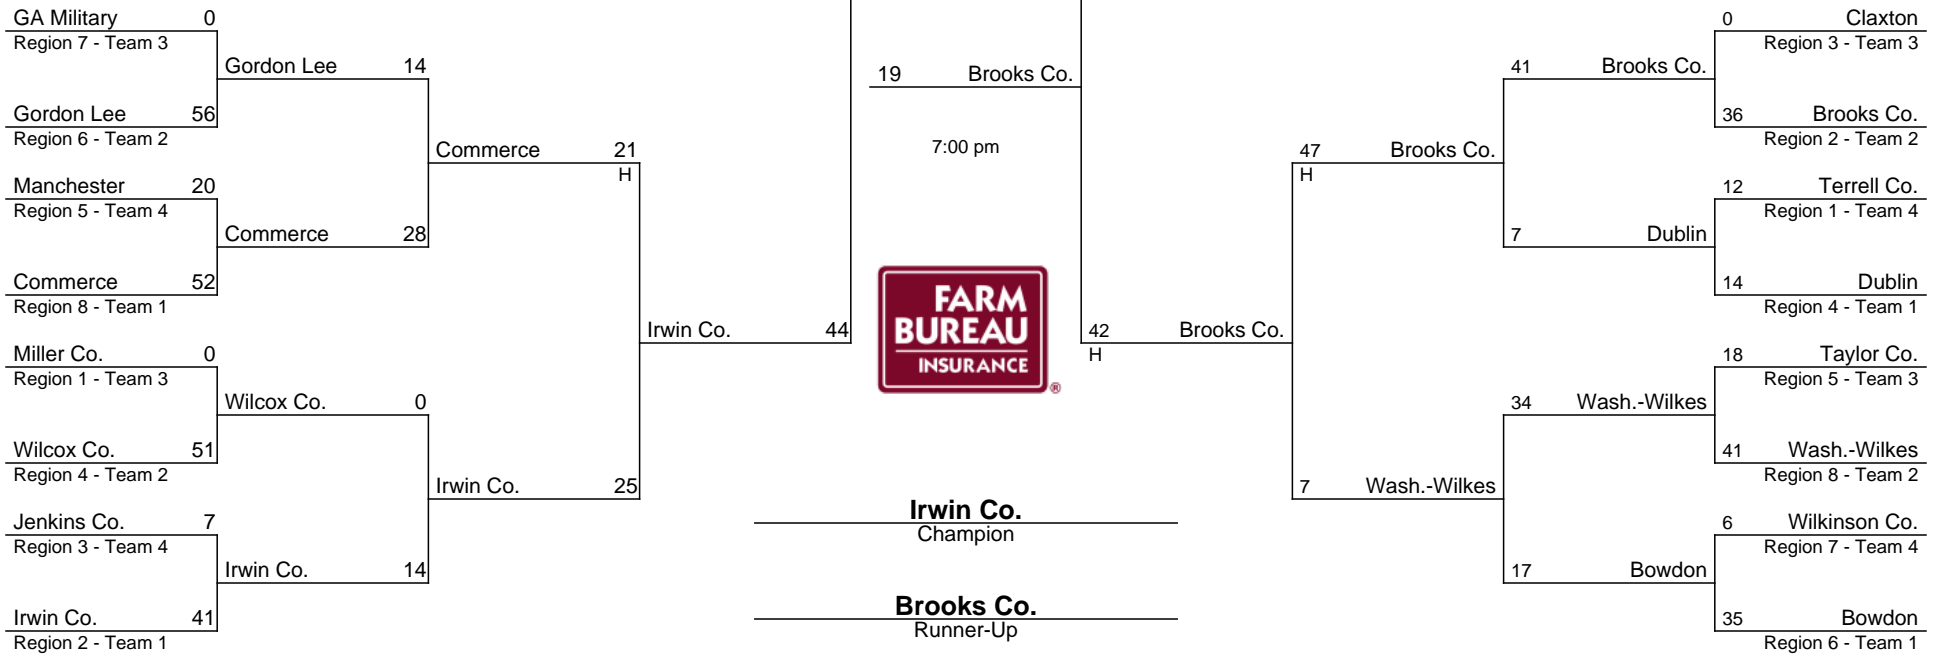 GA Military 0
Region 7 - Team 3
Gordon Lee 14
Gordon Lee 56
Region 6 - Team 2
Commerce 21
H
Manchester 20
Region 5 - Team 4
Commerce 28
Commerce 52
Region 8 - Team 1
Irwin Co. 44
Miller Co. 0
Region 1 - Team 3
Wilcox Co. 0
Wilcox Co. 51
Region 4 - Team 2
Irwin Co. 25
Jenkins Co. 7
Region 3 - Team 4
Irwin Co. 14
Irwin Co. 41
Region 2 - Team 1
19 Brooks Co.
7:00 pm
FARM
BUREAU
INSURANCE
®
Irwin Co.
Champion
Brooks Co.
Runner-Up
0 Claxton
Region 3 - Team 3
41 Brooks Co.
36 Brooks Co.
Region 2 - Team 2
47 Brooks Co.
H
12 Terrell Co.
Region 1 - Team 4
7 Dublin
14 Dublin
Region 4 - Team 1
42 Brooks Co.
H
18 Taylor Co.
Region 5 - Team 3
34 Wash.-Wilkes
41 Wash.-Wilkes
Region 8 - Team 2
7 Wash.-Wilkes
6 Wilkinson Co.
Region 7 - Team 4
17 Bowdon
35 Bowdon
Region 6 - Team 1